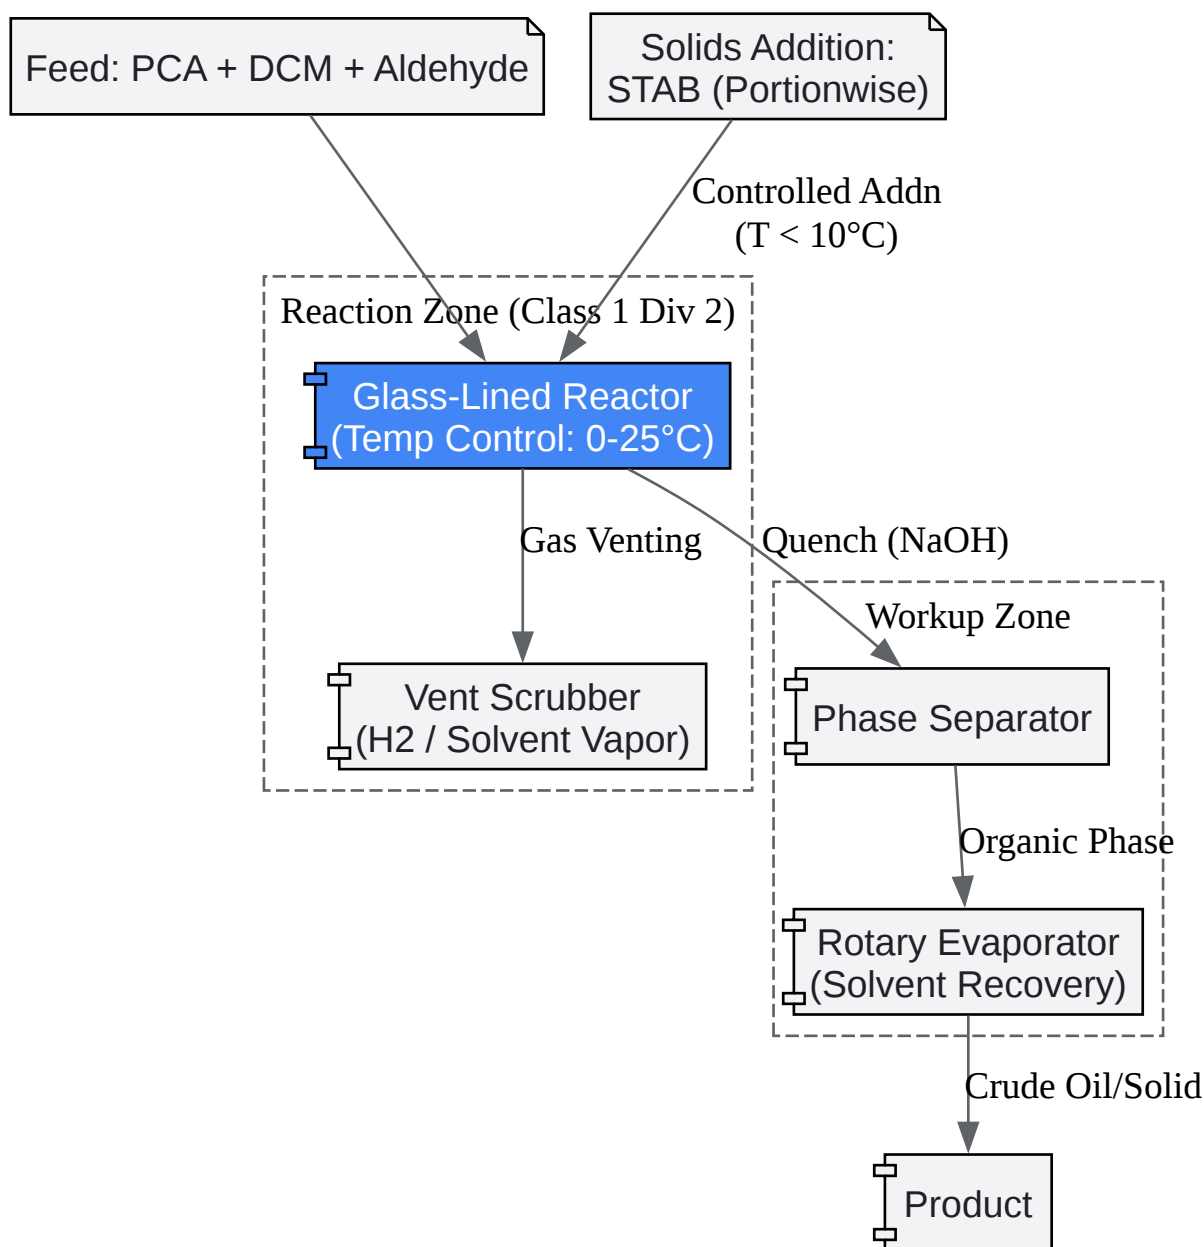 Feed: PCA + DCM + Aldehyde
Solids Addition:
STAB (Portionwise)
Controlled Addn
(T < 10°C)
Reaction Zone (Class 1 Div 2)
Glass-Lined Reactor
(Temp Control: 0-25°C)
Gas Venting
Quench (NaOH)
Workup Zone
Vent Scrubber
(H2 / Solvent Vapor)
Phase Separator
Organic Phase
Rotary Evaporator
(Solvent Recovery)
Crude Oil/Solid
Product